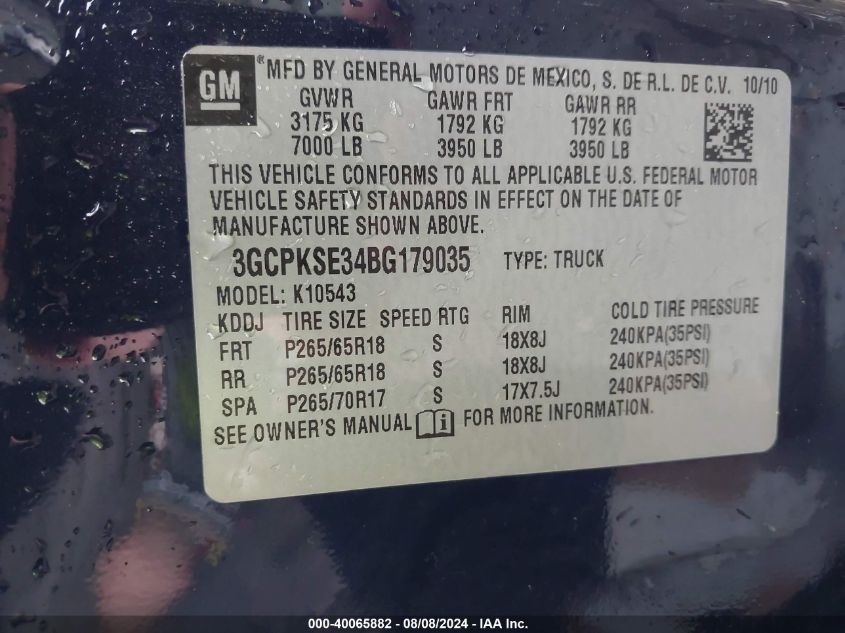 GM
® MFD BY GENERAL MOTORS DE MEXICO, S. DE R.L. DE C.V. 10/10
GVWR GAWR FRT GAWR RR
3175 KG 1792 KG 1792 KG
7000 LB 3950 LB 3950 LB
THIS VEHICLE CONFORMS TO ALL APPLICABLE U.S. FEDERAL MOTOR
VEHICLE SAFETY STANDARDS IN EFFECT ON THE DATE OF
MANUFACTURE SHOWN ABOVE.
3GCPKSE34BG179035 TYPE: TRUCK
MODEL: K10543
KDDJ TIRE SIZE SPEED RTG RIM COLD TIRE PRESSURE
FRT P265/65R18 S 18X8J 240KPA(35PSI)
RR P265/65R18 S 18X8J 240KPA(35PSI)
SPA P265/70R17 S 17X7.5J 240KPA(35PSI)
SEE OWNER'S MANUAL i FOR MORE INFORMATION.
000-40065882 - 08/08/2024 - IAA Inc.